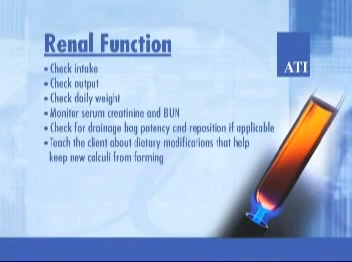 Renal Function
• Check intake
• Check output
• Check daily weight
• Monitor serum creatinine and BUN
• Check for drainage bag patency and reposition if applicable
• Teach the client about dietary modifications that help
keep new calculi from forming
ATI